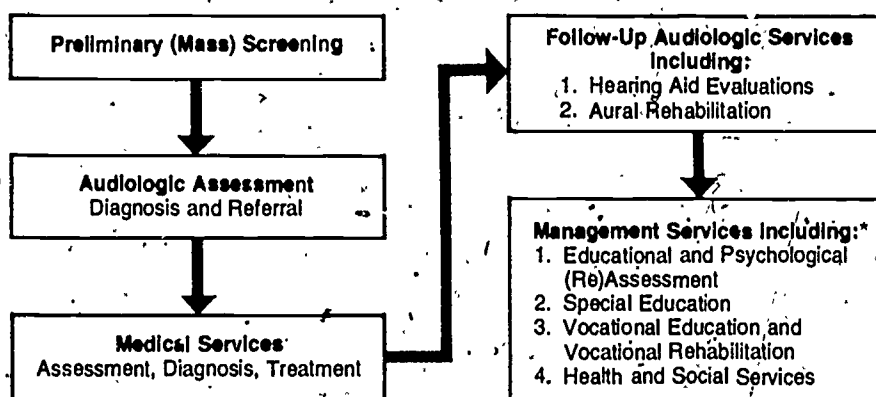 Preliminary (Mass) Screening
Audiologic Assessment
Diagnosis and Referral
Medical Services
Assessment, Diagnosis, Treatment
Follow-Up Audiologic Services
Including:
1. Hearing Aid Evaluations
2. Aural Rehabilitation
Management Services Including:*
1. Educational and Psychological
(Re)Assessment
2. Special Education
3. Vocational Education and
Vocational Rehabilitation
4. Health and Social Services